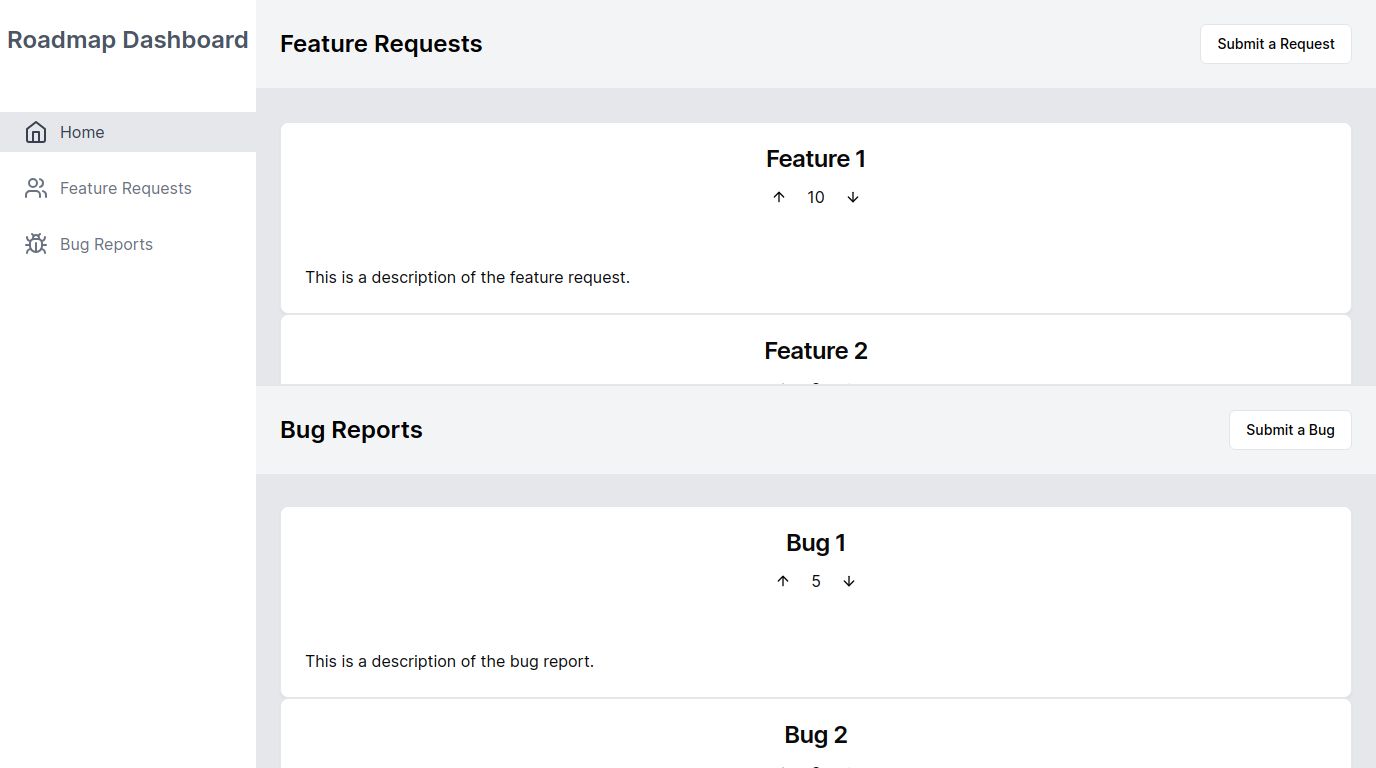 Roadmap Dashboard
Home
Feature Requests
Bug Reports
Feature Requests
Submit a Request
Feature 1
10
This is a description of the feature request.
Feature 2
Bug Reports
Submit a Bug
Bug 1
5
This is a description of the bug report.
Bug 2